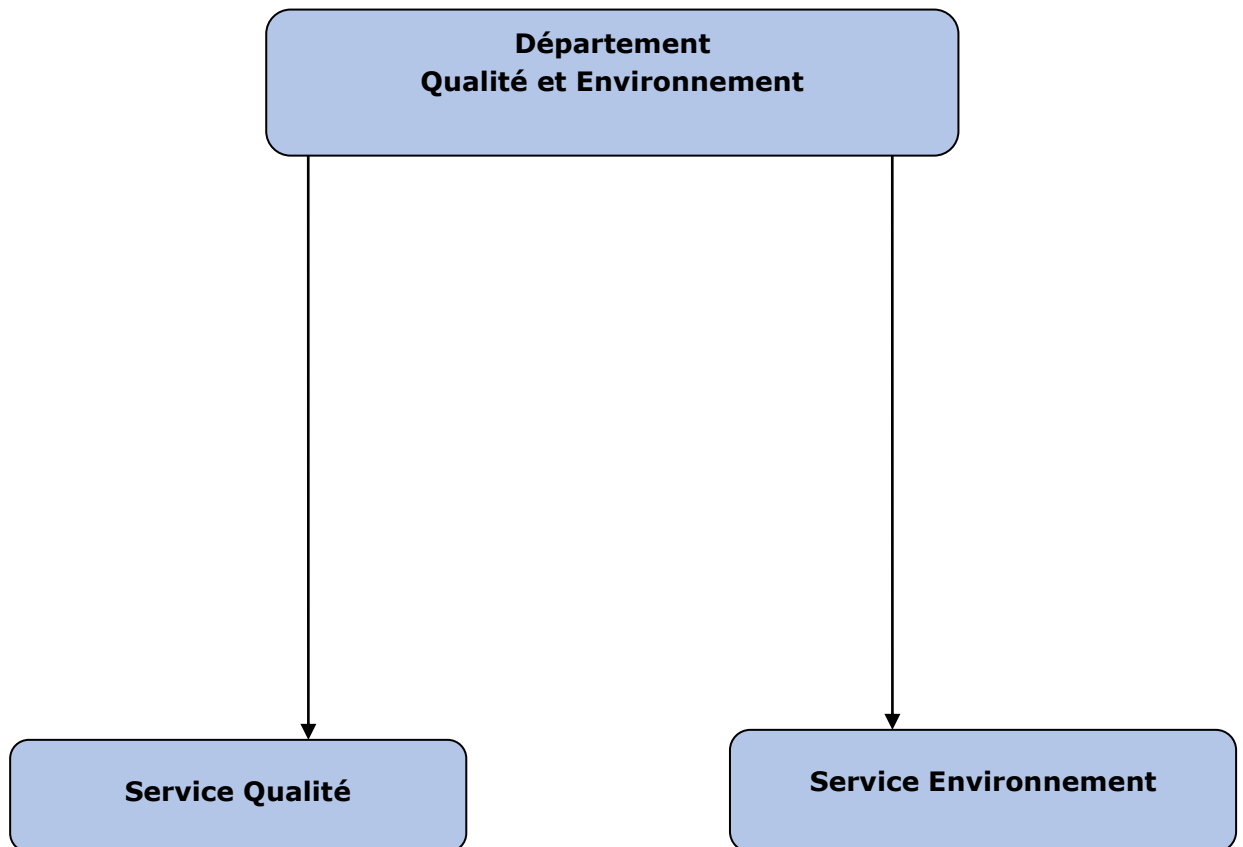 Département
Qualité et Environnement
Service Qualité
Service Environnement